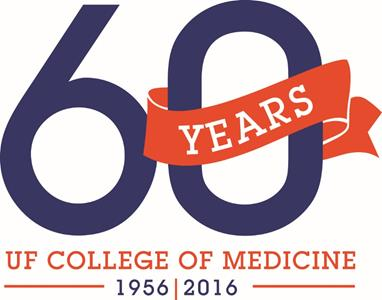 60
YEARS
UF COLLEGE OF MEDICINE
1956|2016